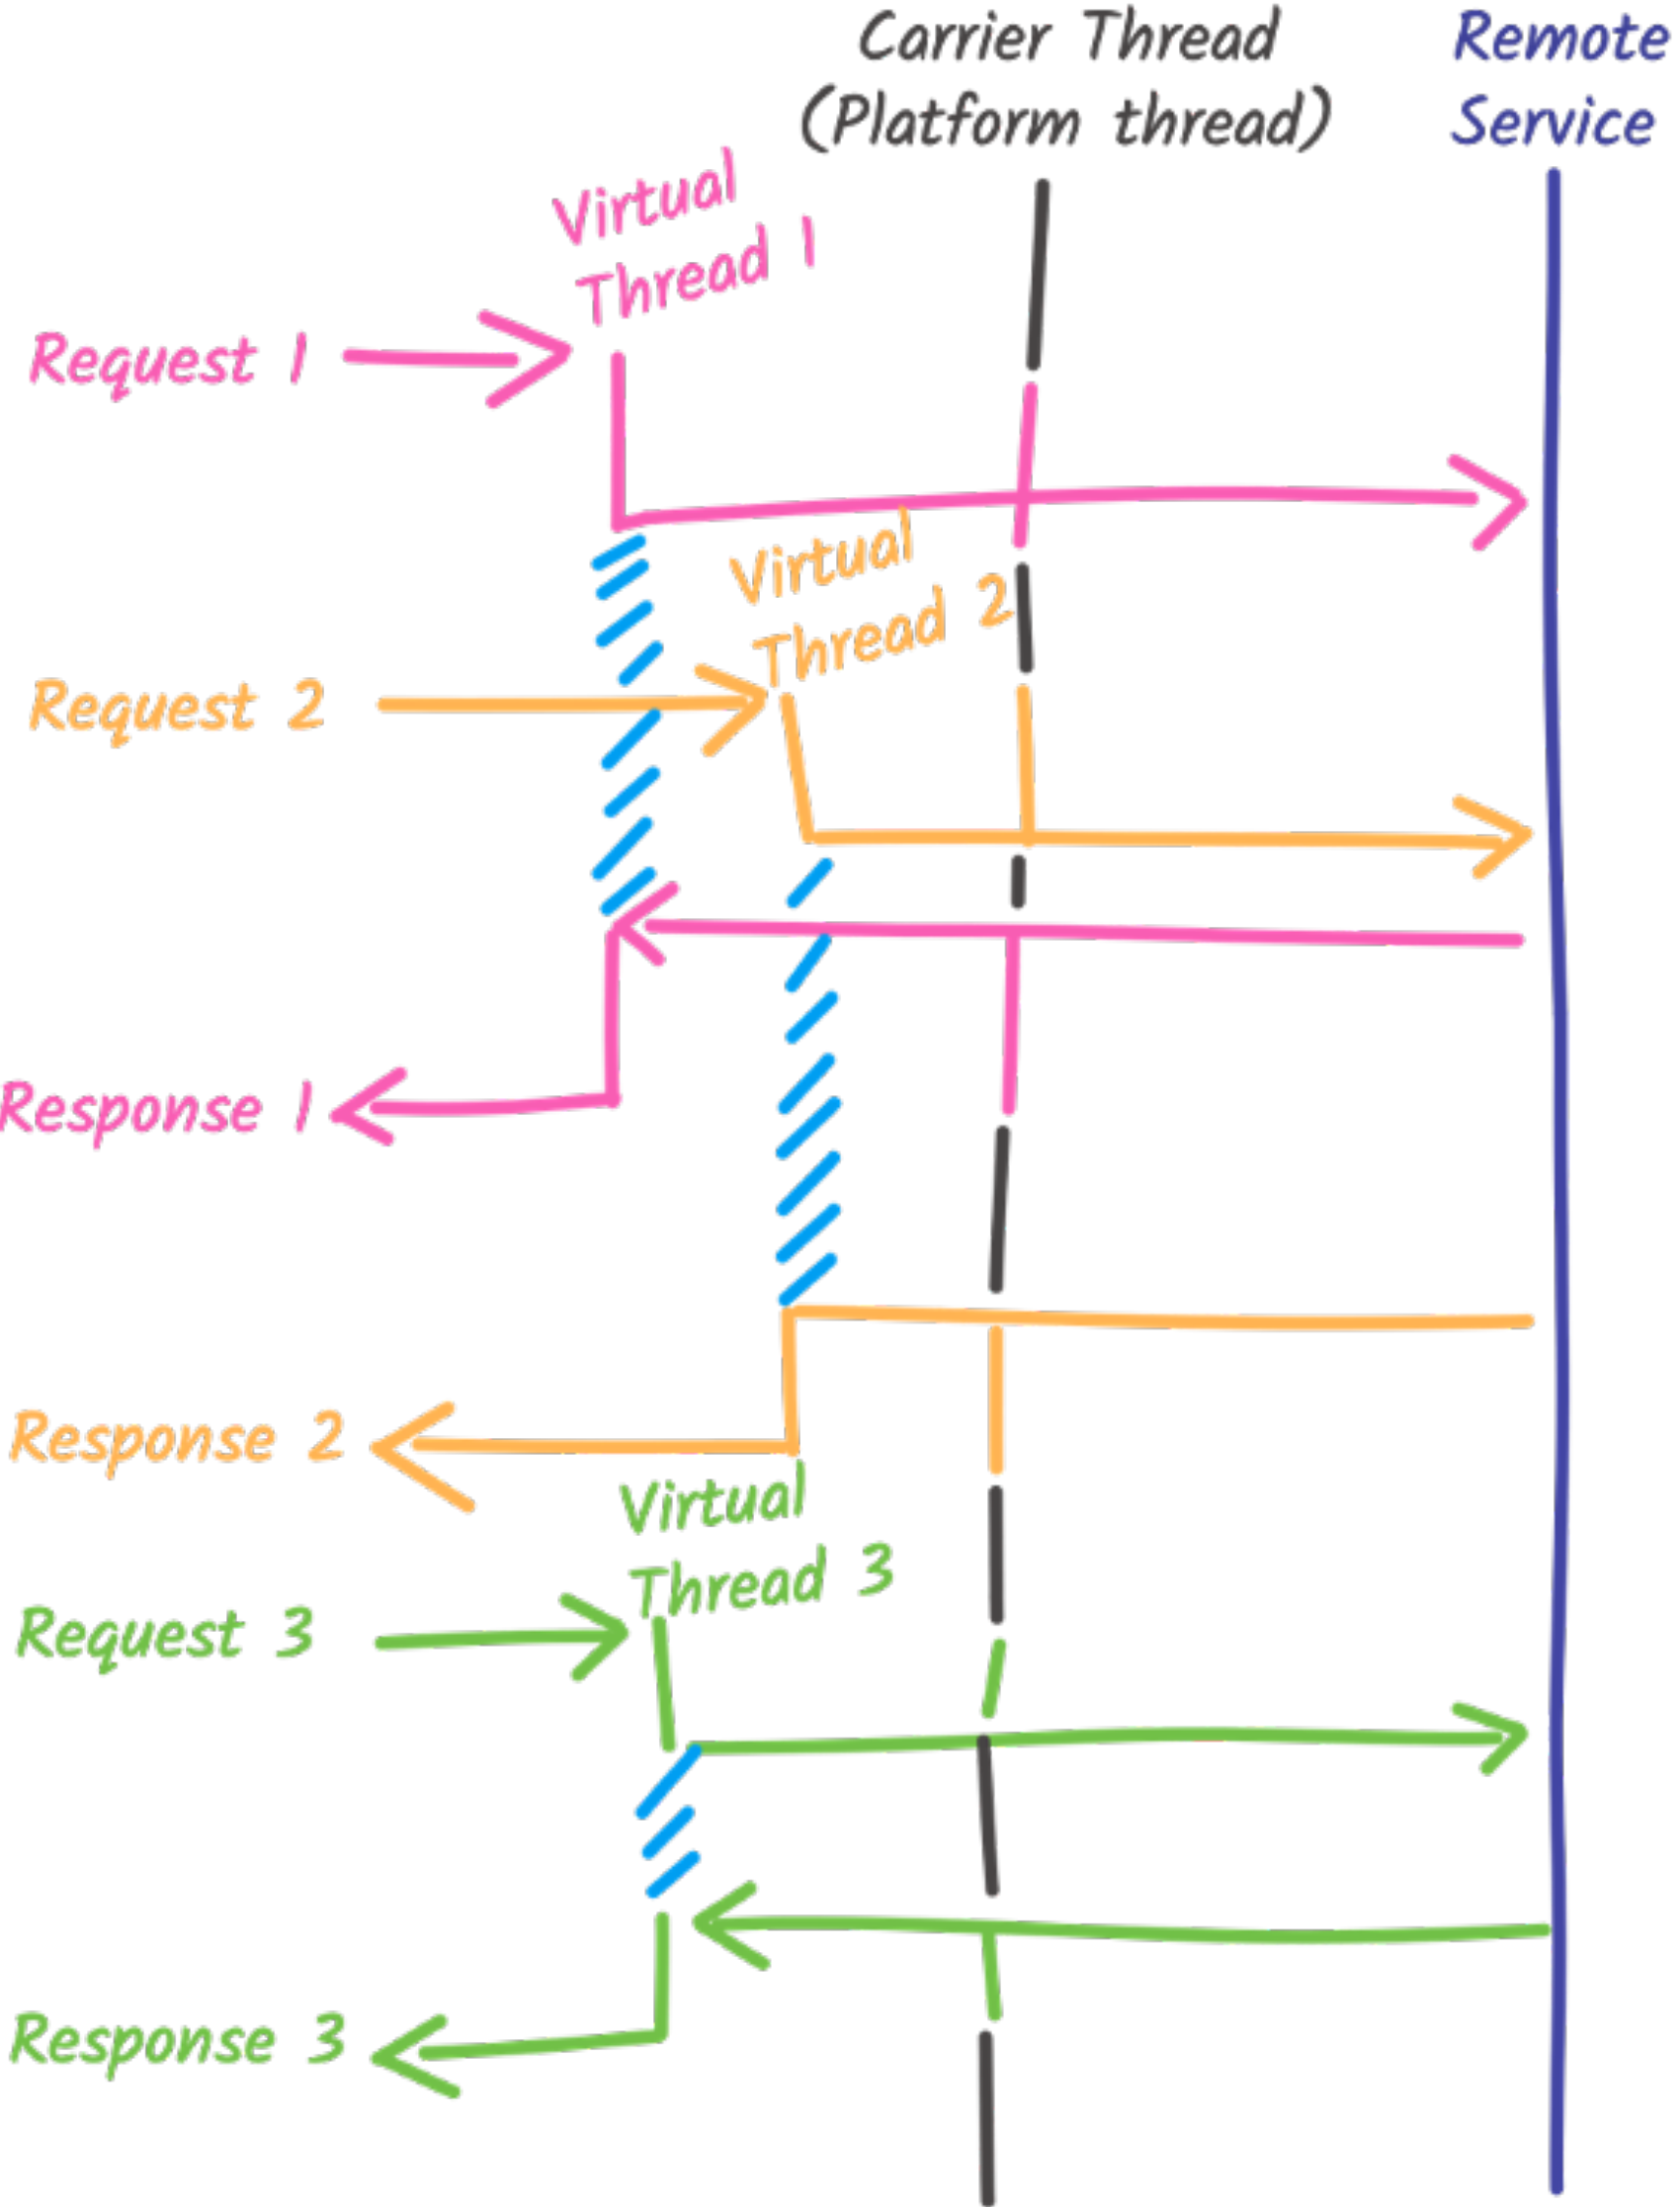 Carrier Thread
(Platform thread)
Remote
Service
Virtual
Thread 1
Request 1
Virtual
Thread 2
Request 2
Response 1
Response 2
Virtual
Thread 3
Request 3
Response 3